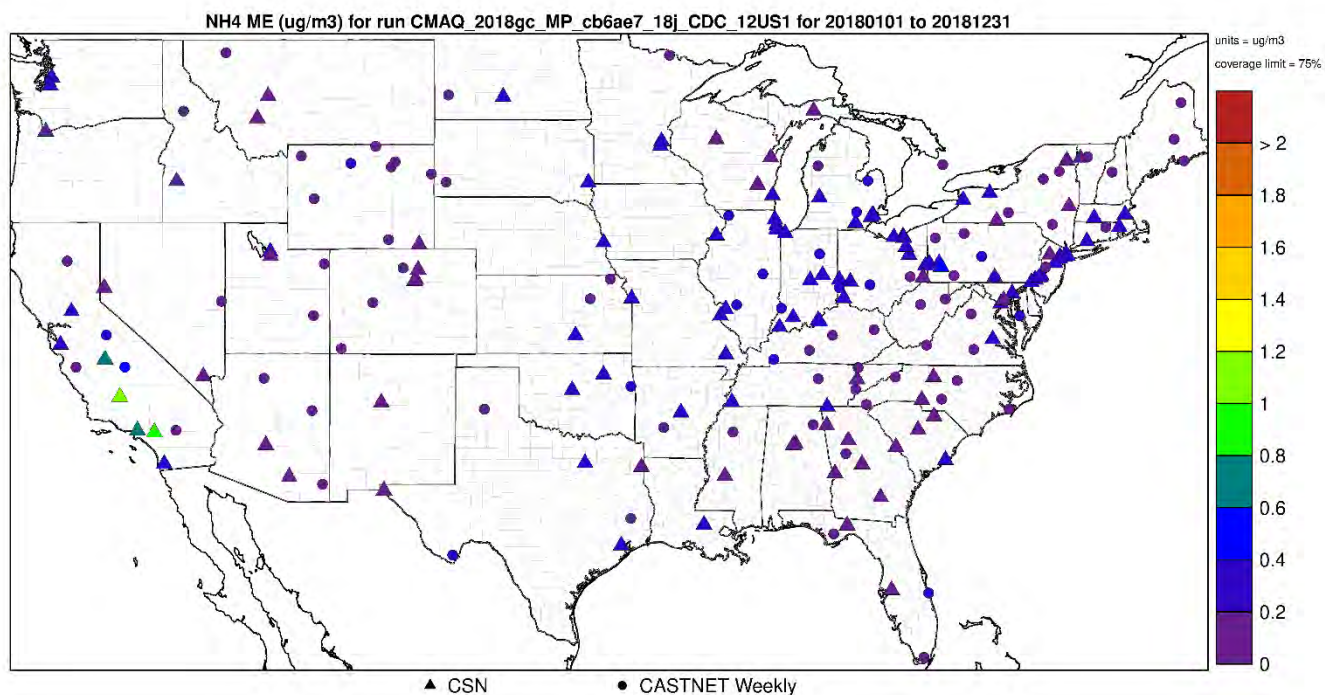 NH4 ME (ug/m3) for run CMAQ_2018gc_MP_cb6ae7_18j_CDC_12US1 for 20180101 to 20181231
units = ug/m3
coverage limit = 75%
> 2
1.8
1.6
1.4
1.2
1
0.8
0.6
0.4
0.2
0
CSN
CASTNET Weekly